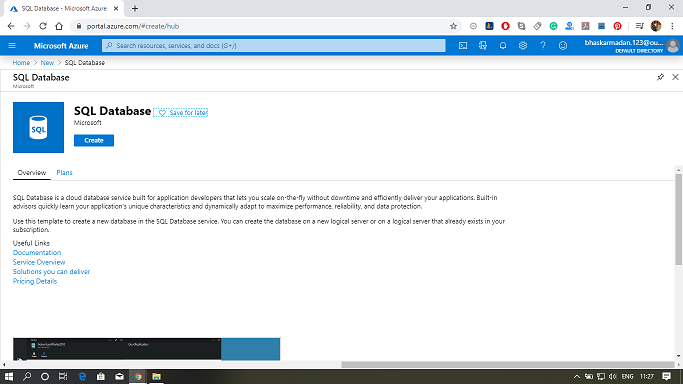 SQL Database - Microsoft Azure
portal.azure.com/#create/hub
Microsoft Azure
Search resources, services, and docs (G+/)
bhaskarmadan.123@ou...
DEFAULT DIRECTORY
Home > New > SQL Database
SQL Database
Microsoft
SQL
SQL Database
Save for later
Microsoft
Create
Overview
Plans
SQL Database is a cloud database service built for application developers that lets you scale on-the-fly without downtime and efficiently deliver your applications. Built-in
advisors quickly learn your application's unique characteristics and dynamically adapt to maximize performance, reliability, and data protection.
Use this template to create a new database in the SQL Database service. You can create the database on a new logical server or on a logical server that already exists in your
subscription.
Useful Links
Documentation
Service Overview
Solutions you can deliver
Pricing Details
ENG
11:27